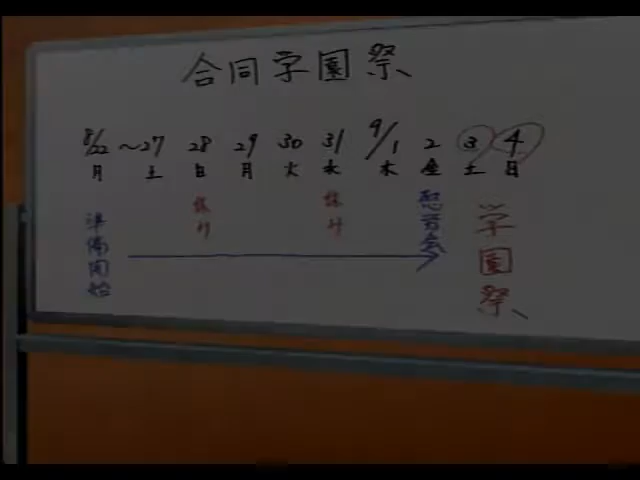 合同学園祭
8/22 ～27 28 29 30 31 9/1 2 3 4
月 土 日 月 火 水 木 金 土 日
準備開始 休み 休み 慰労会 学園祭